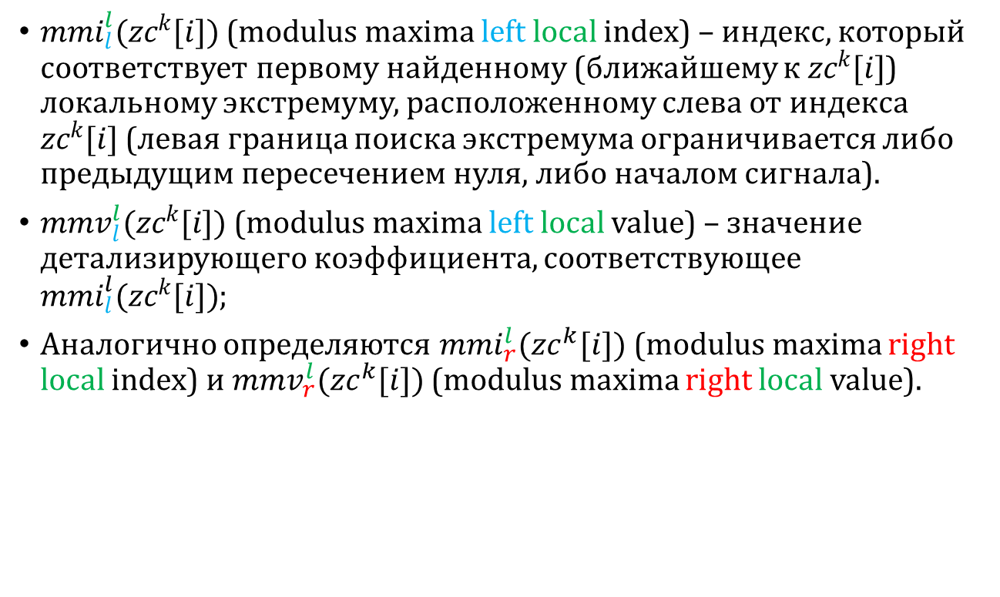 • mmi_l^l(zc^k[i]) (modulus maxima left local index) – индекс, который
соответствует первому найденному (ближайшему к zc^k[i])
локальному экстремуму, расположенному слева от индекса
zc^k[i] (левая граница поиска экстремума ограничивается либо
предыдущим пересечением нуля, либо началом сигнала).
• mmv_l^l(zc^k[i]) (modulus maxima left local value) – значение
детализирующего коэффициента, соответствующее
mmi_l^l(zc^k[i]);
• Аналогично определяются mmi_r^l(zc^k[i]) (modulus maxima right
local index) и mmv_r^l(zc^k[i]) (modulus maxima right local value).